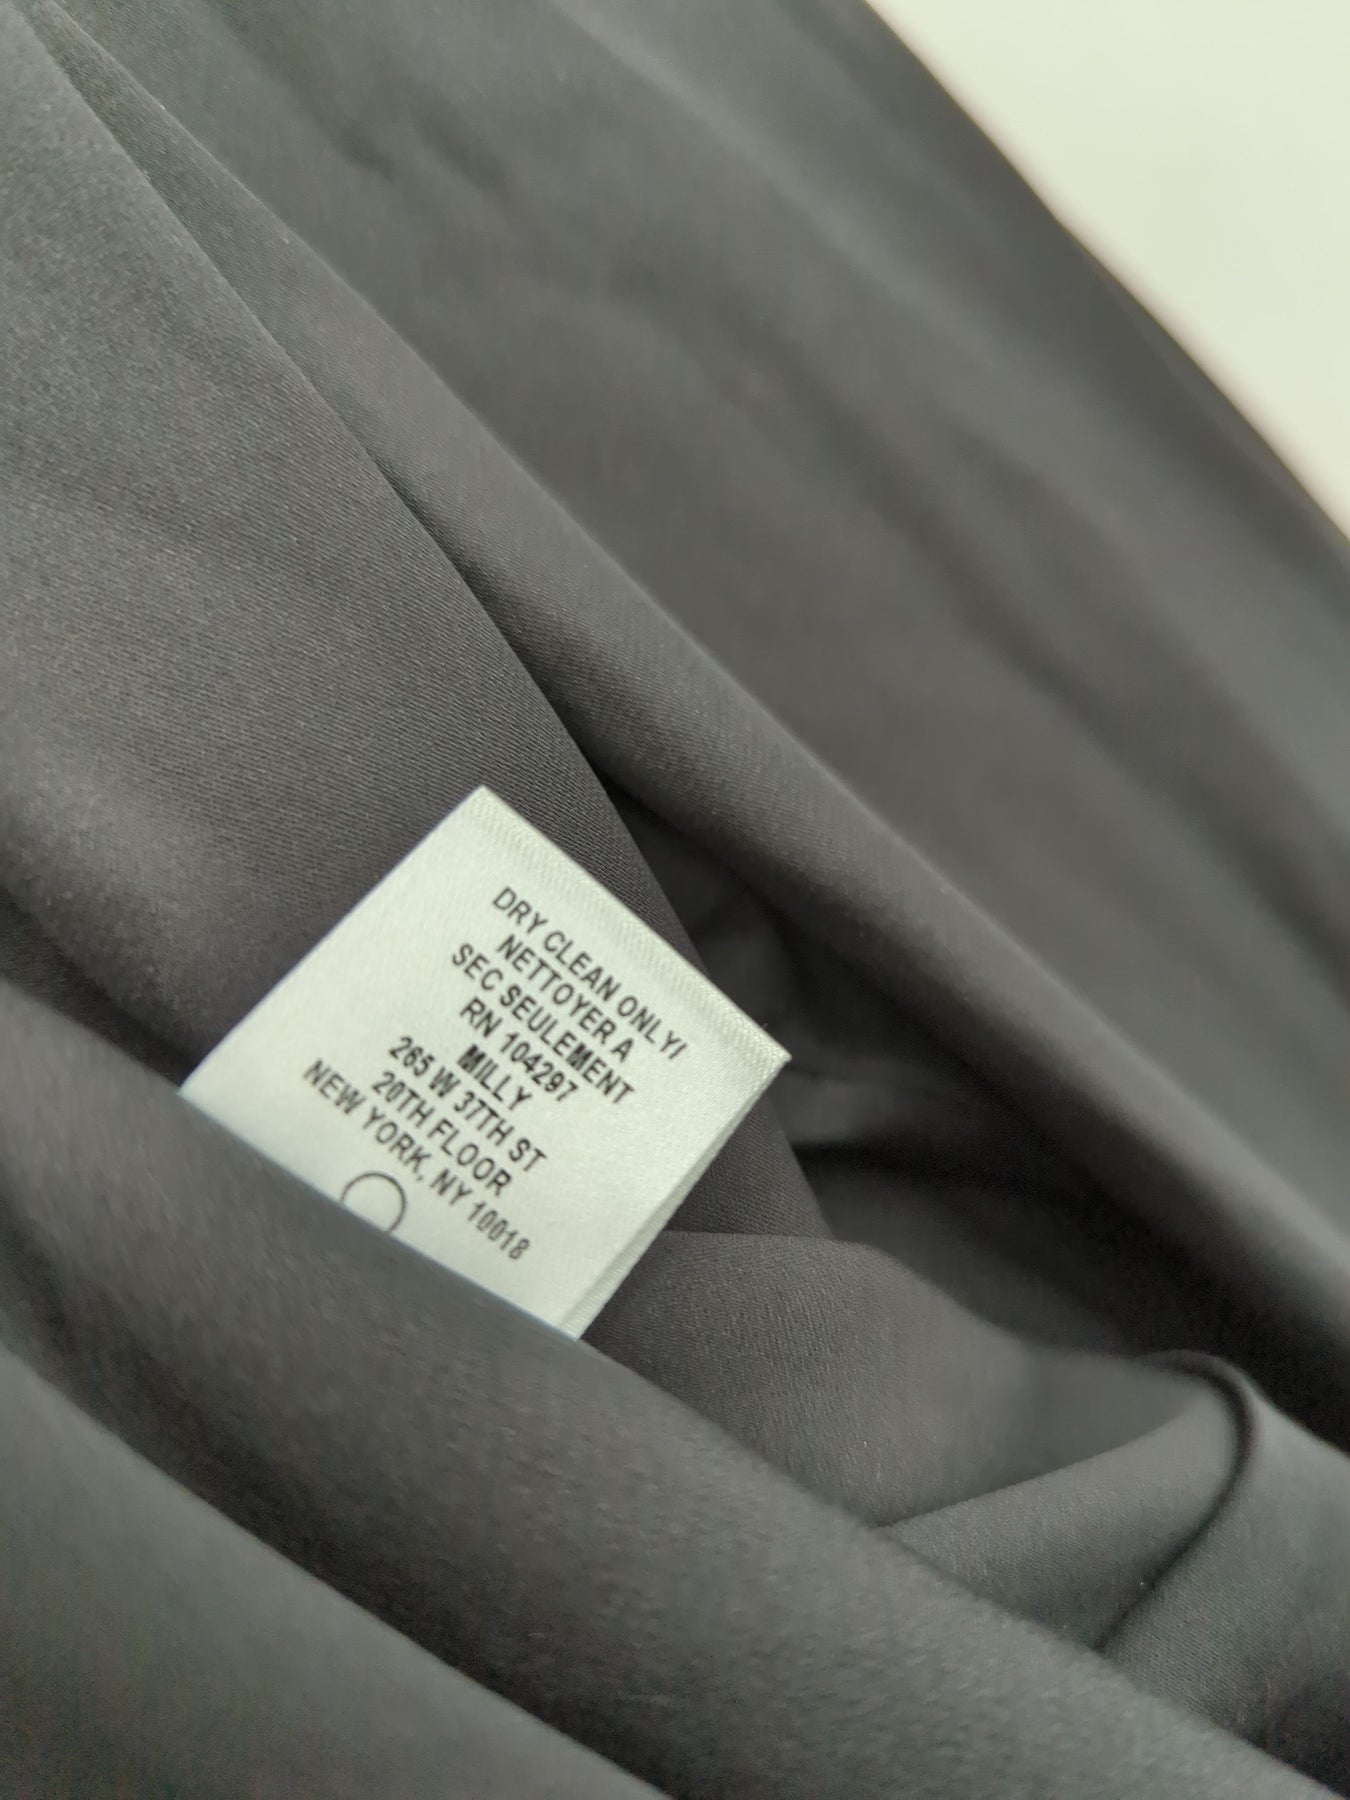 DRY CLEAN ONLY/
NETTOYER A
SEC SEULEMENT
RN 104297
MILLY
265 W 37TH ST
20TH FLOOR
NEW YORK, NY 10018